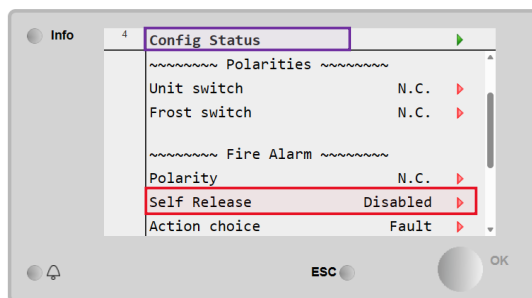 Info
4 Config Status
~~~~~~~~ Polarities ~~~~~~~~
Unit switch N.C.
Frost switch N.C.
~~~~~~~ Fire Alarm ~~~~~~~~
Polarity N.C.
Self Release Disabled
Action choice Fault
ESC
OK